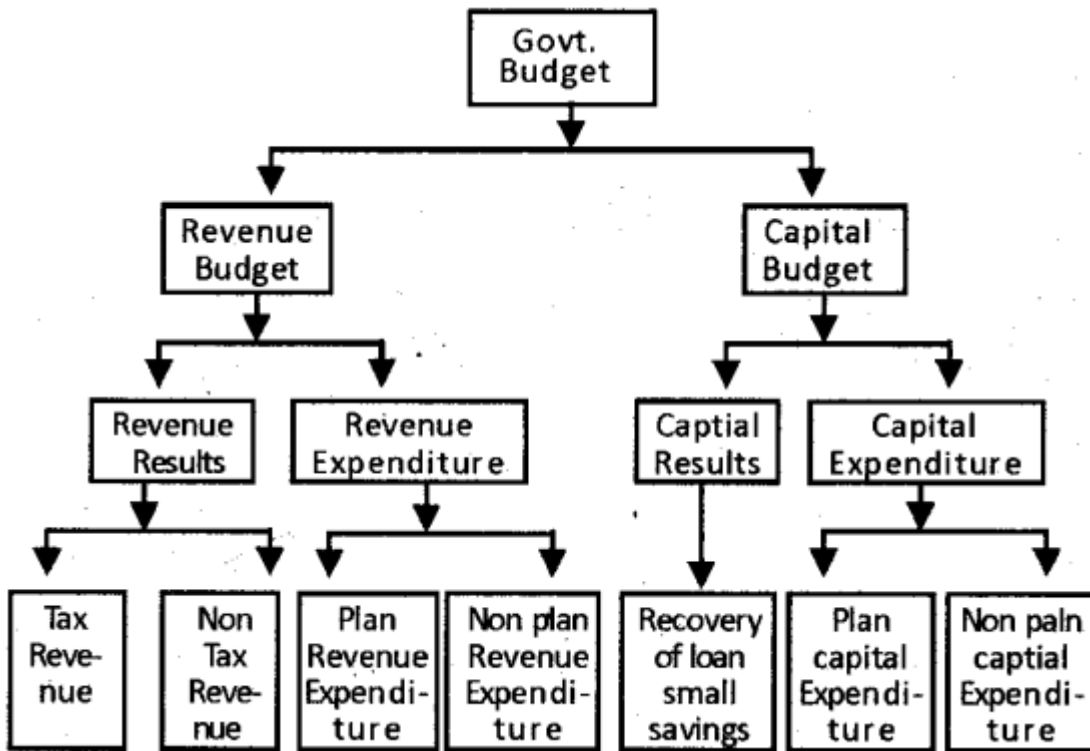 Govt.
Budget
Revenue
Budget
Capital
Budget
Revenue
Results
Revenue
Expenditure
Captial
Results
Capital
Expenditure
Tax
Reve-
nue
Non
Tax
Reve-
nue
Plan
Revenue
Expendi-
ture
Non plan
Revenue
Expendi-
ture
Recovery
of loan
small
savings
Plan
capital
Expendi-
ture
Non paln
captial
Expendi-
ture